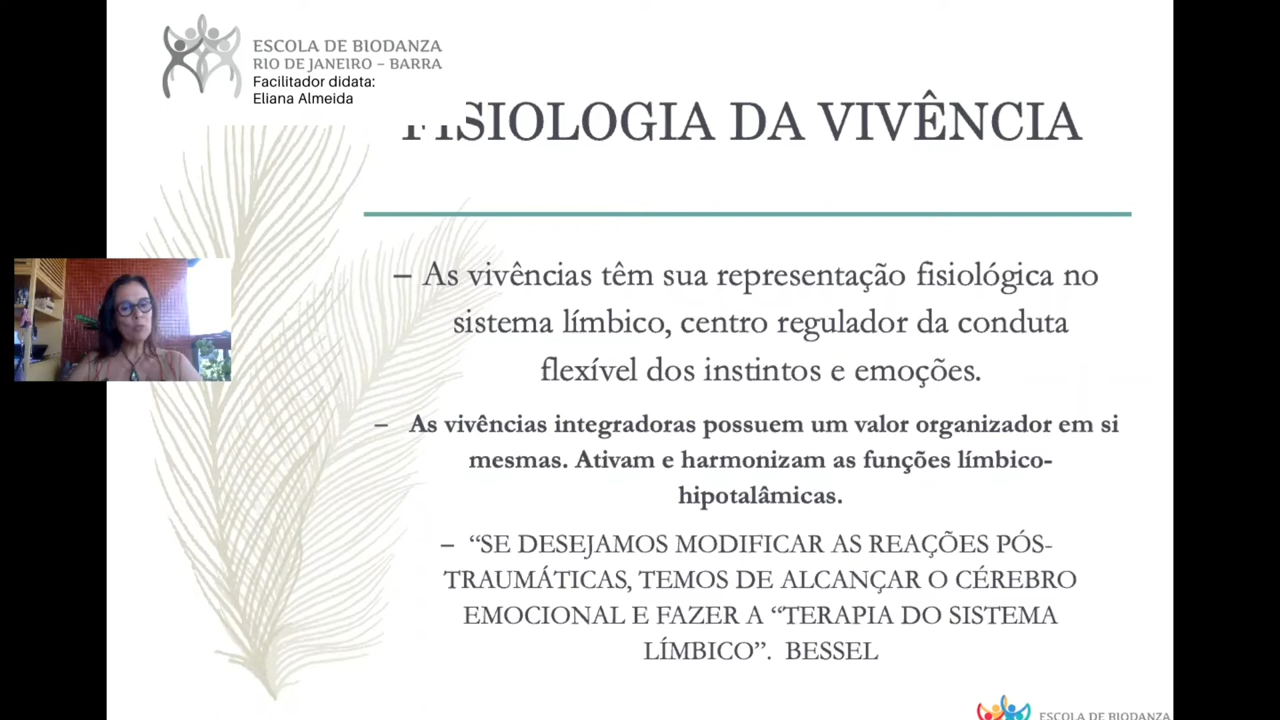 ESCOLA DE BIODANZA
RIO DE JANEIRO – BARRA
Facilitador didata:
Eliana Almeida
FISIOLOGIA DA VIVÊNCIA
– As vivências têm sua representação fisiológica no
sistema límbico, centro regulador da conduta
flexível dos instintos e emoções.
– As vivências integradoras possuem um valor organizador em si
mesmas. Ativam e harmonizam as funções límbico-
hipotalâmicas.
– “SE DESEJAMOS MODIFICAR AS REAÇÕES PÓS-
TRAUMÁTICAS, TEMOS DE ALCANÇAR O CÉREBRO
EMOCIONAL E FAZER A “TERAPIA DO SISTEMA
LÍMBICO”. BESSEL
ESCOLA DE BIODANZA